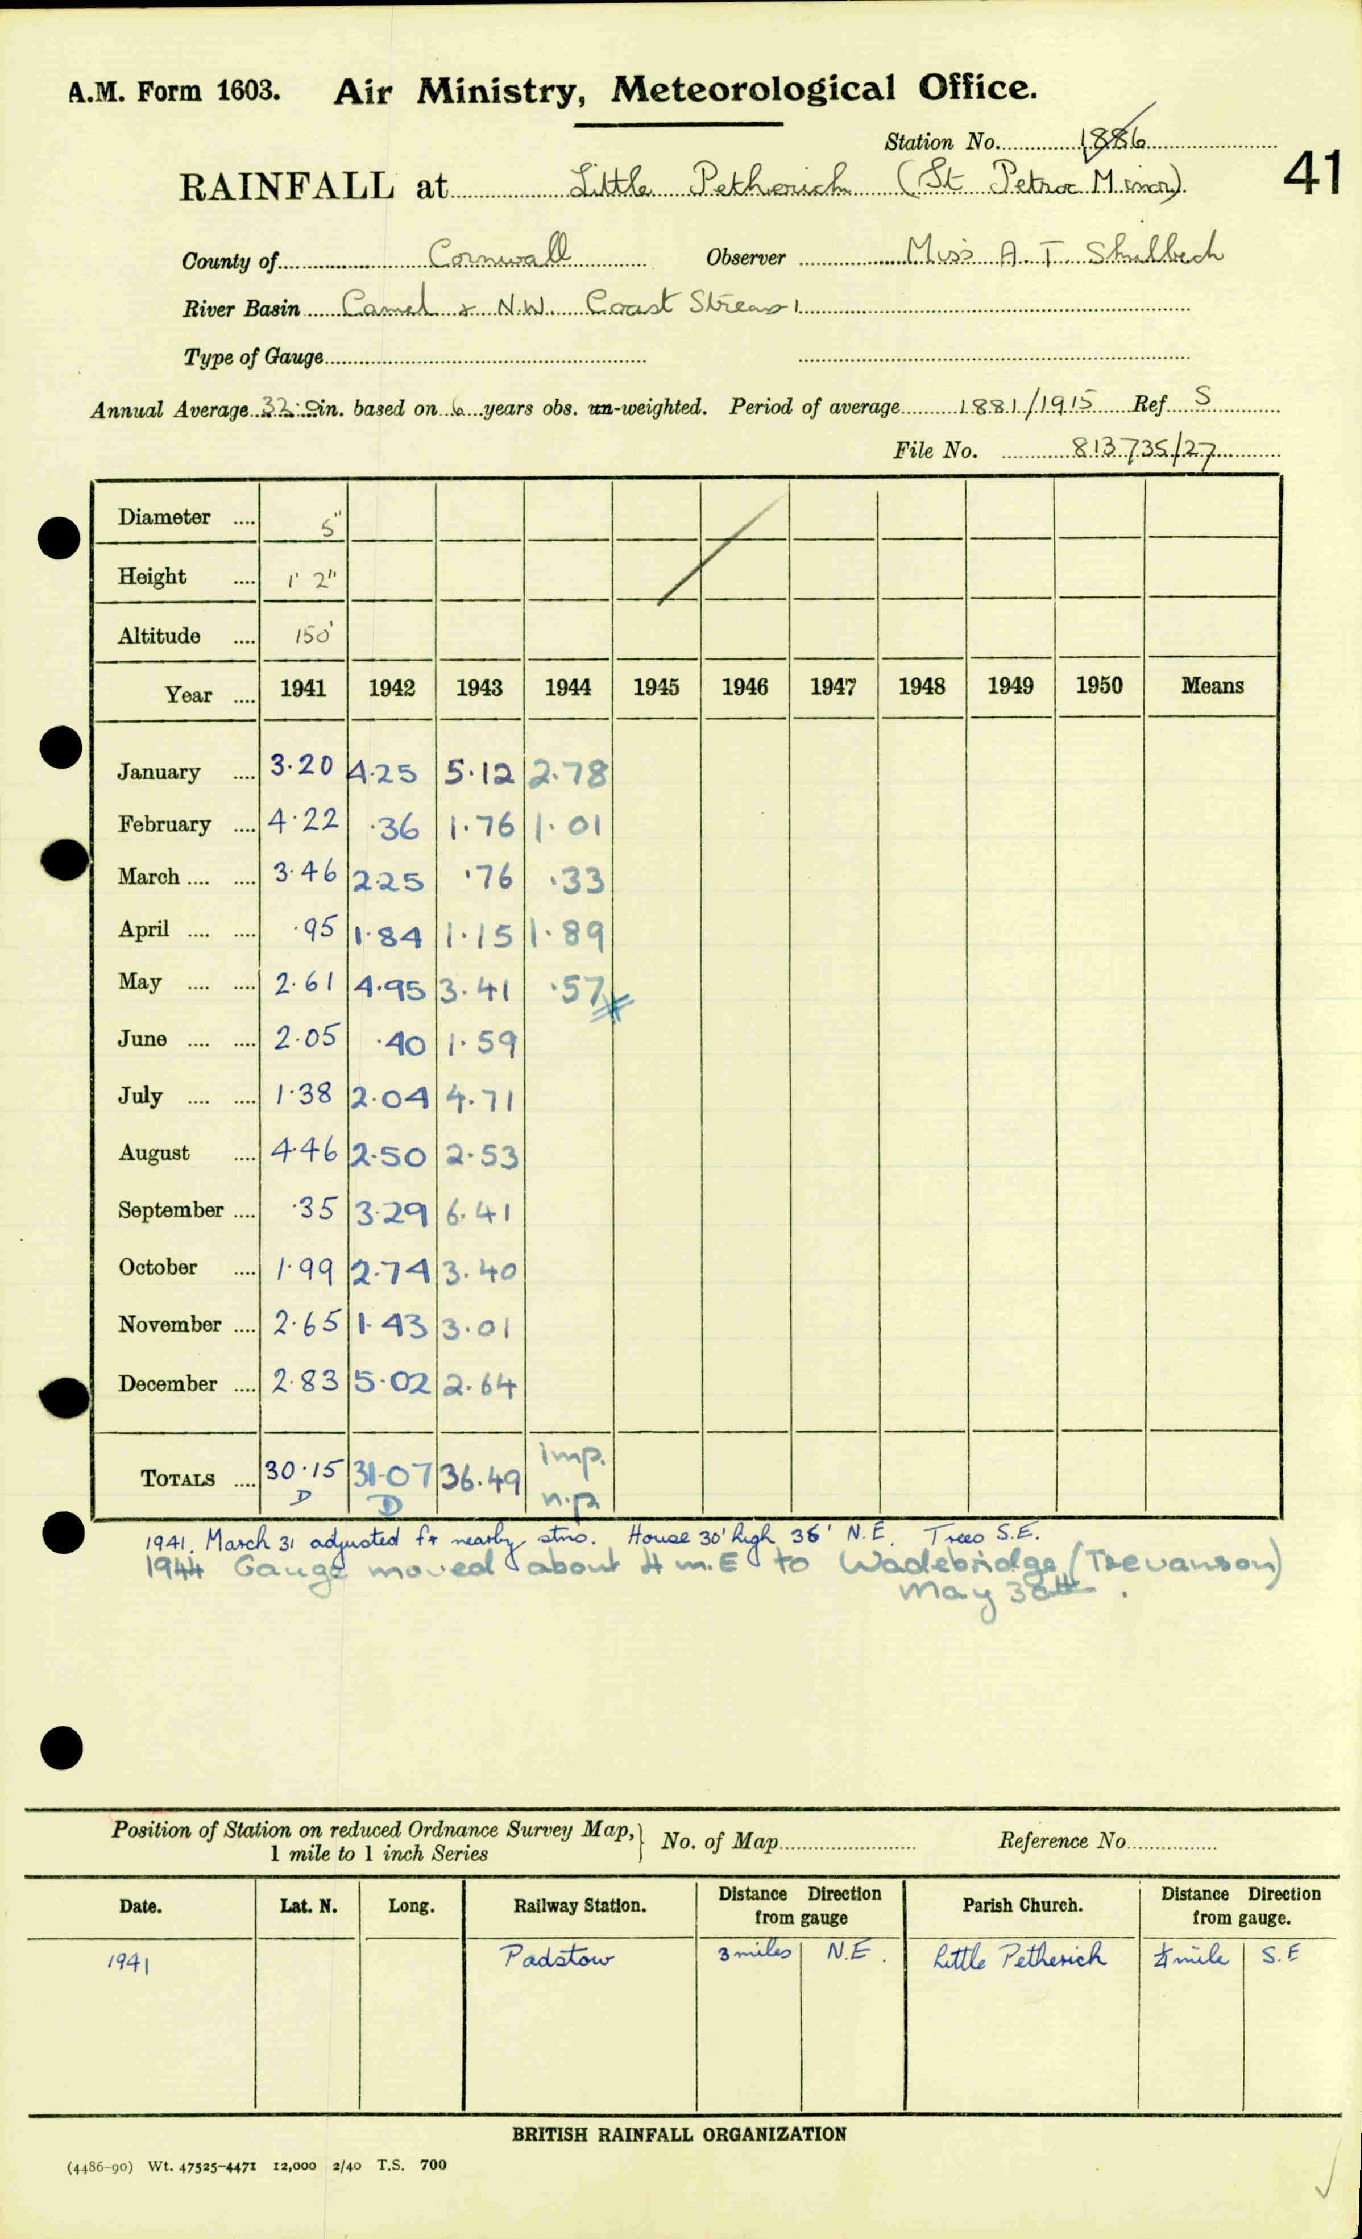 A.M. Form 1603. Air Ministry, Meteorological Office.
Station No. 1886
41
RAINFALL at Little Petherick (St Petroc Minor)
County of Cornwall Observer Miss A. T. Shilbeck
River Basin Camel & N.W. Coast Streams
Type of Gauge
Annual Average 32.0 in. based on 6 years obs. un-weighted. Period of average 1881/1915 Ref S
File No. 813735/27
Diameter .... 5"
Height .... 1' 2"
Altitude .... 150'
Year .... 1941 1942 1943 1944 1945 1946 1947 1948 1949 1950 Means
January .... 3.20 4.25 5.12 2.78
February .... 4.22 .36 1.76 1.01
March .... .... 3.46 2.25 .76 .33
April .... .... .95 1.84 1.15 1.89
May .... .... 2.61 4.95 3.41 .57
June .... .... 2.05 .40 1.59
July .... .... 1.38 2.04 4.71
August .... 4.46 2.50 2.53
September .... .35 3.29 6.41
October .... 1.99 2.74 3.40
November .... 2.65 1.43 3.01
December .... 2.83 5.02 2.64
TOTALS .... 30.15 31.07 36.49 imp.
D D n.p.
1941. March 31 adjusted fr nearby stns. House 30' high 36' N.E. Trees S.E.
1944 Gauge moved about 4 m. E to Wadebridge (Trevanson)
May 30th.
Position of Station on reduced Ordnance Survey Map, } No. of Map Reference No.
1 mile to 1 inch Series
Date. Lat. N. Long. Railway Station. Distance Direction from gauge Parish Church. Distance Direction from gauge.
1941 Padstow 3 miles N.E. Little Petherick ¼ mile S.E
BRITISH RAINFALL ORGANIZATION
(4486-90) Wt. 47525-4471 12,000 2/40 T.S. 700